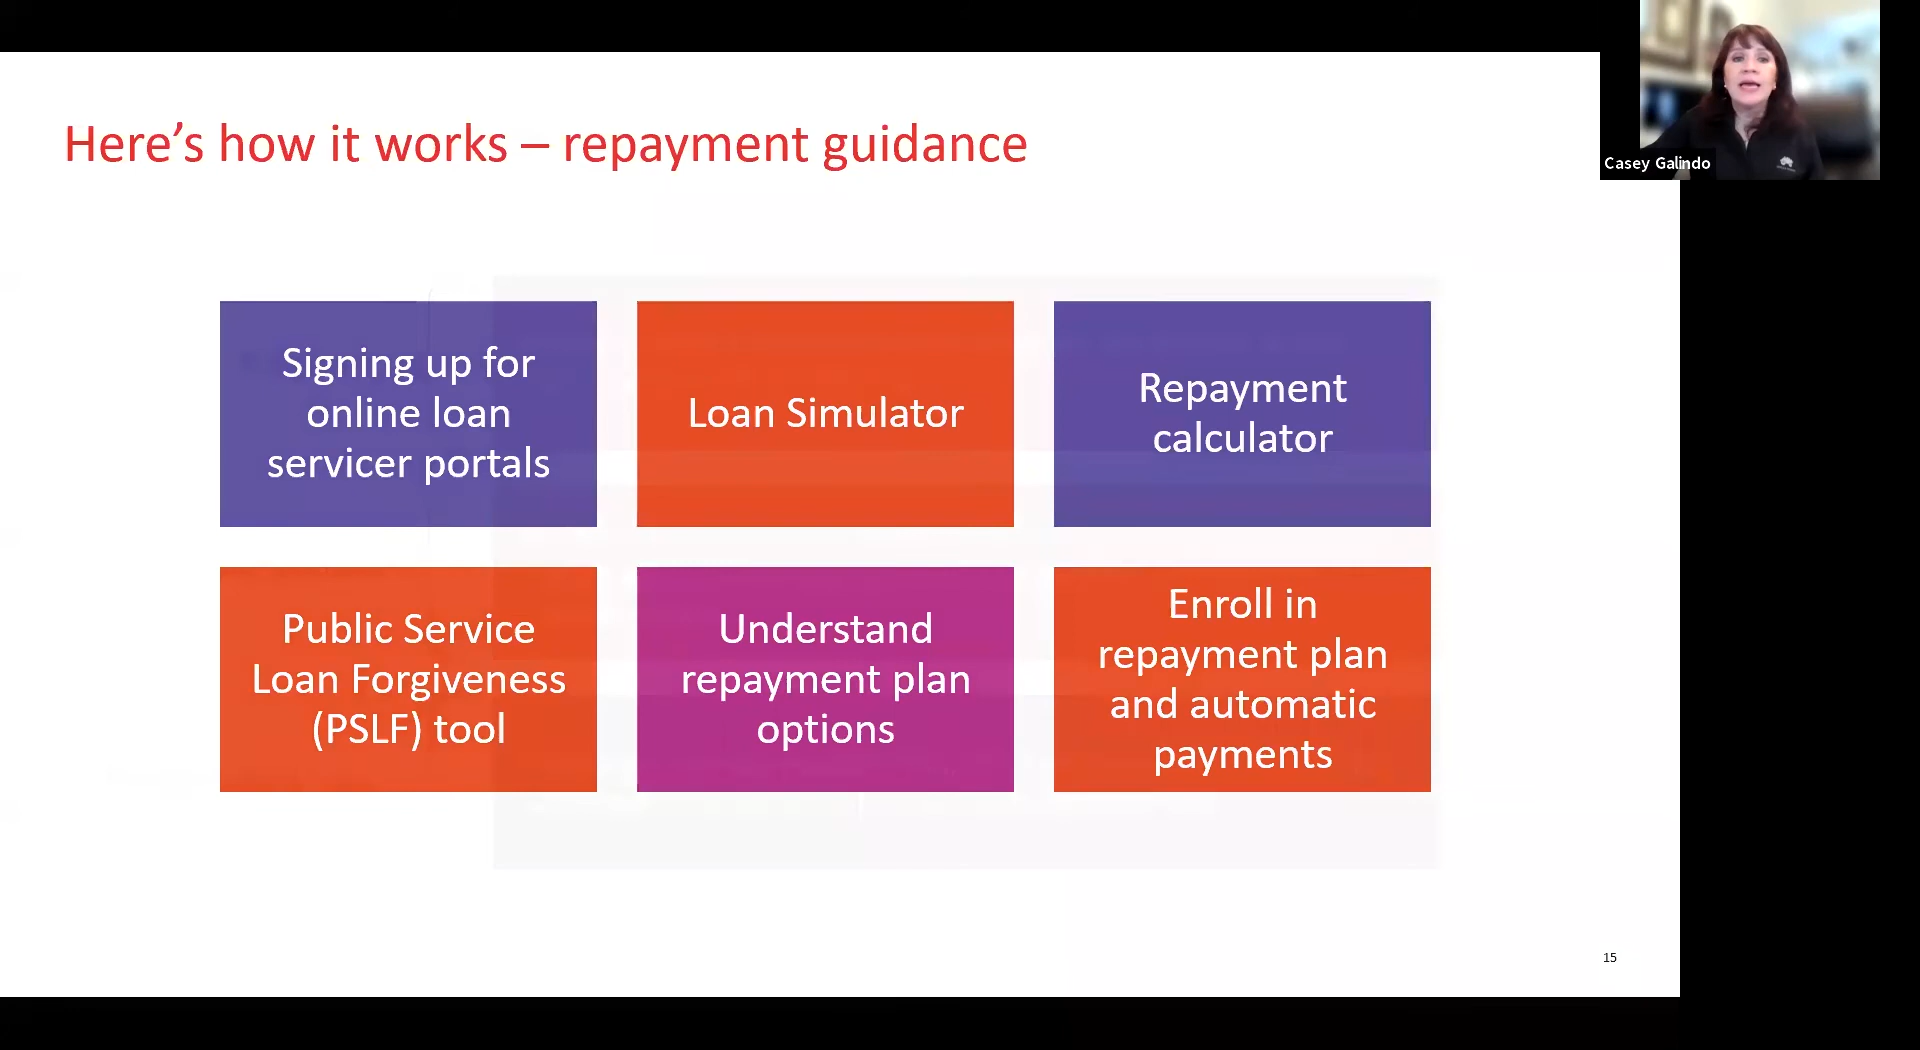 Here’s how it works – repayment guidance
Casey Galindo
Signing up for
online loan
servicer portals
Loan Simulator
Repayment
calculator
Public Service
Loan Forgiveness
(PSLF) tool
Understand
repayment plan
options
Enroll in
repayment plan
and automatic
payments
15